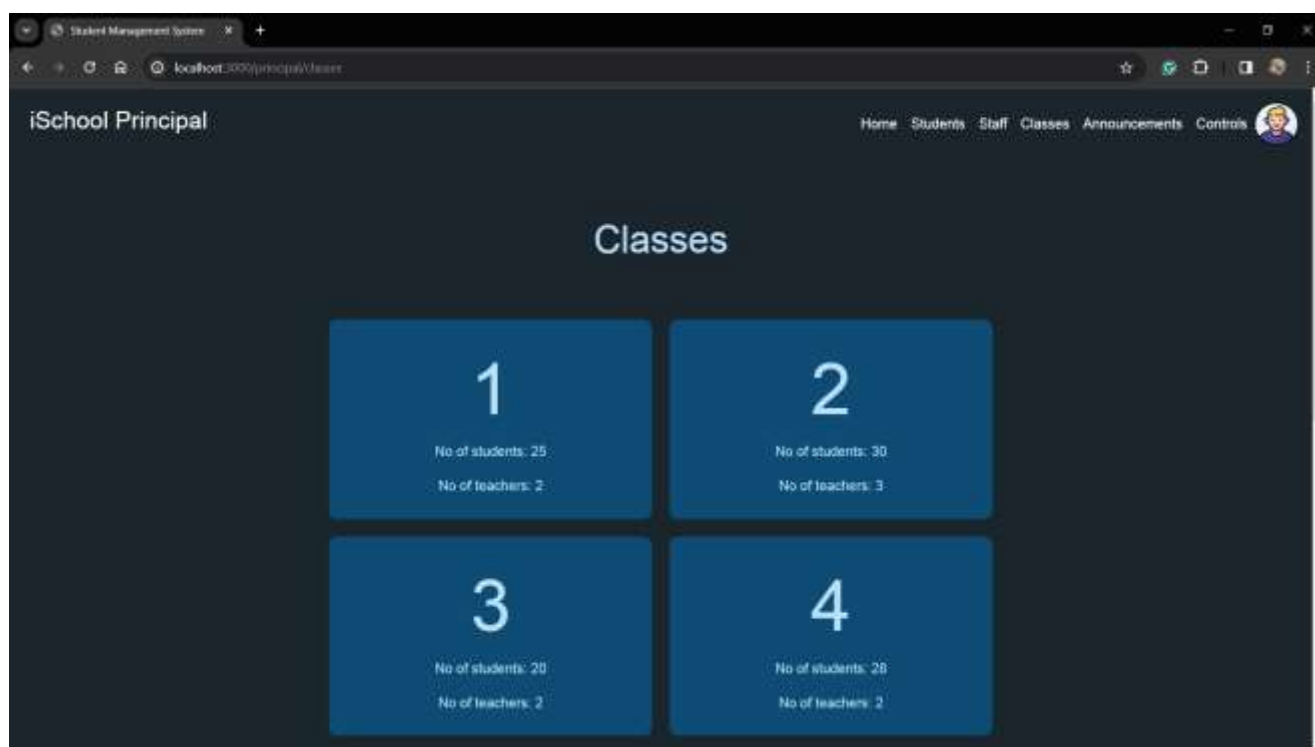 Student Management System
localhost:3000/principal/classes
iSchool Principal
Home Students Staff Classes Announcements Controls
Classes
1
No of students: 25
No of teachers: 2
2
No of students: 30
No of teachers: 3
3
No of students: 20
No of teachers: 2
4
No of students: 28
No of teachers: 2